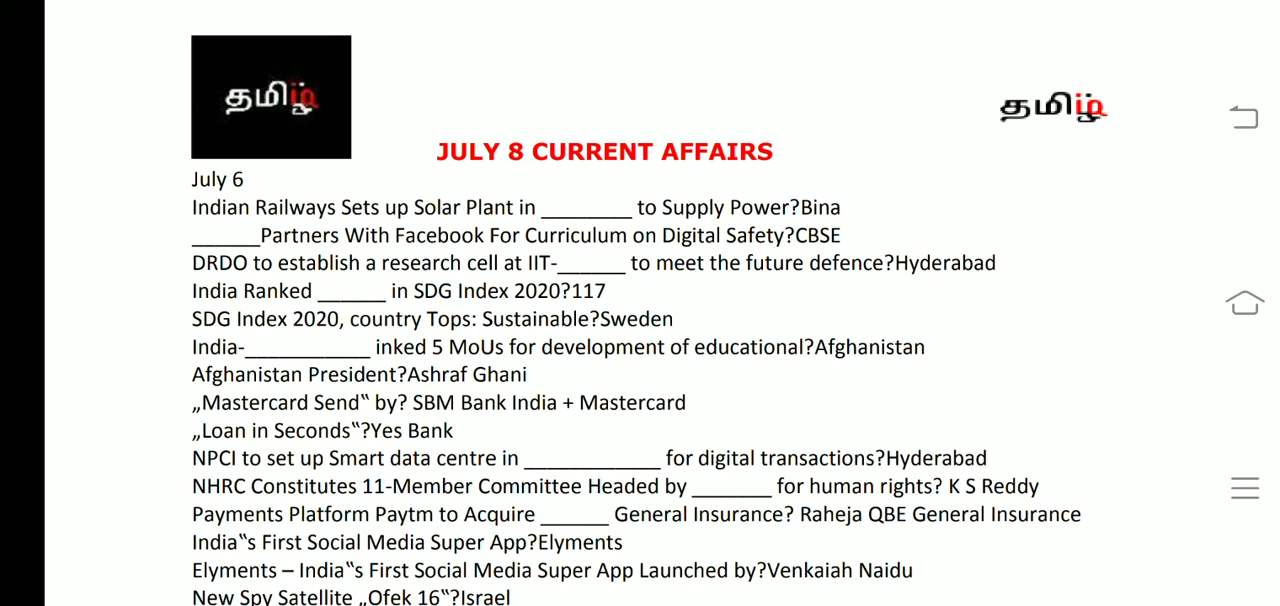 தமிழ்
தமிழ்
JULY 8 CURRENT AFFAIRS
July 6
Indian Railways Sets up Solar Plant in ________ to Supply Power?Bina
______Partners With Facebook For Curriculum on Digital Safety?CBSE
DRDO to establish a research cell at IIT-______ to meet the future defence?Hyderabad
India Ranked ______ in SDG Index 2020?117
SDG Index 2020, country Tops: Sustainable?Sweden
India-___________ inked 5 MoUs for development of educational?Afghanistan
Afghanistan President?Ashraf Ghani
„Mastercard Send‟ by? SBM Bank India + Mastercard
„Loan in Seconds‟?Yes Bank
NPCI to set up Smart data centre in ____________ for digital transactions?Hyderabad
NHRC Constitutes 11-Member Committee Headed by _______ for human rights? K S Reddy
Payments Platform Paytm to Acquire ______ General Insurance? Raheja QBE General Insurance
India‟s First Social Media Super App?Elyments
Elyments – India‟s First Social Media Super App Launched by?Venkaiah Naidu
New Spy Satellite „Ofek 16‟?Israel